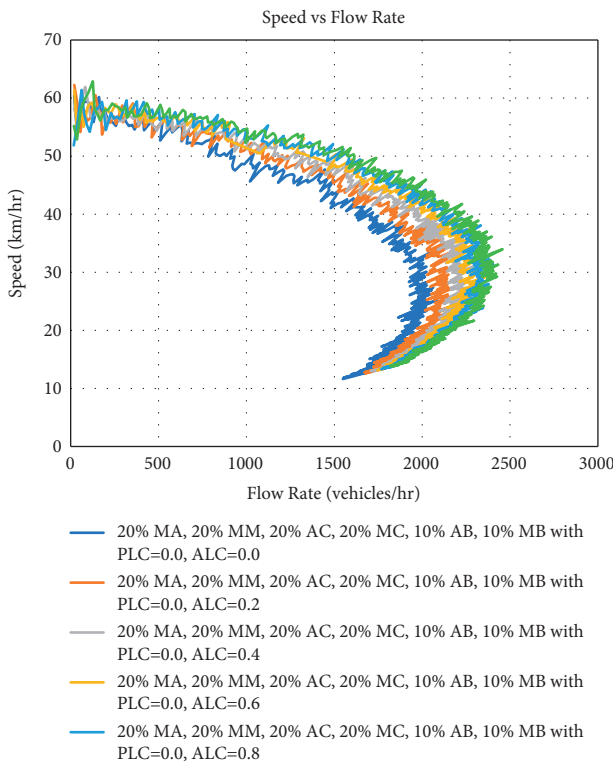 Speed vs Flow Rate
70
60
50
40
30
20
10
0
Speed (km/hr)
0 500 1000 1500 2000 2500 3000
Flow Rate (vehicles/hr)
20% MA, 20% MM, 20% AC, 20% MC, 10% AB, 10% MB with
PLC=0.0, ALC=0.0
20% MA, 20% MM, 20% AC, 20% MC, 10% AB, 10% MB with
PLC=0.0, ALC=0.2
20% MA, 20% MM, 20% AC, 20% MC, 10% AB, 10% MB with
PLC=0.0, ALC=0.4
20% MA, 20% MM, 20% AC, 20% MC, 10% AB, 10% MB with
PLC=0.0, ALC=0.6
20% MA, 20% MM, 20% AC, 20% MC, 10% AB, 10% MB with
PLC=0.0, ALC=0.8